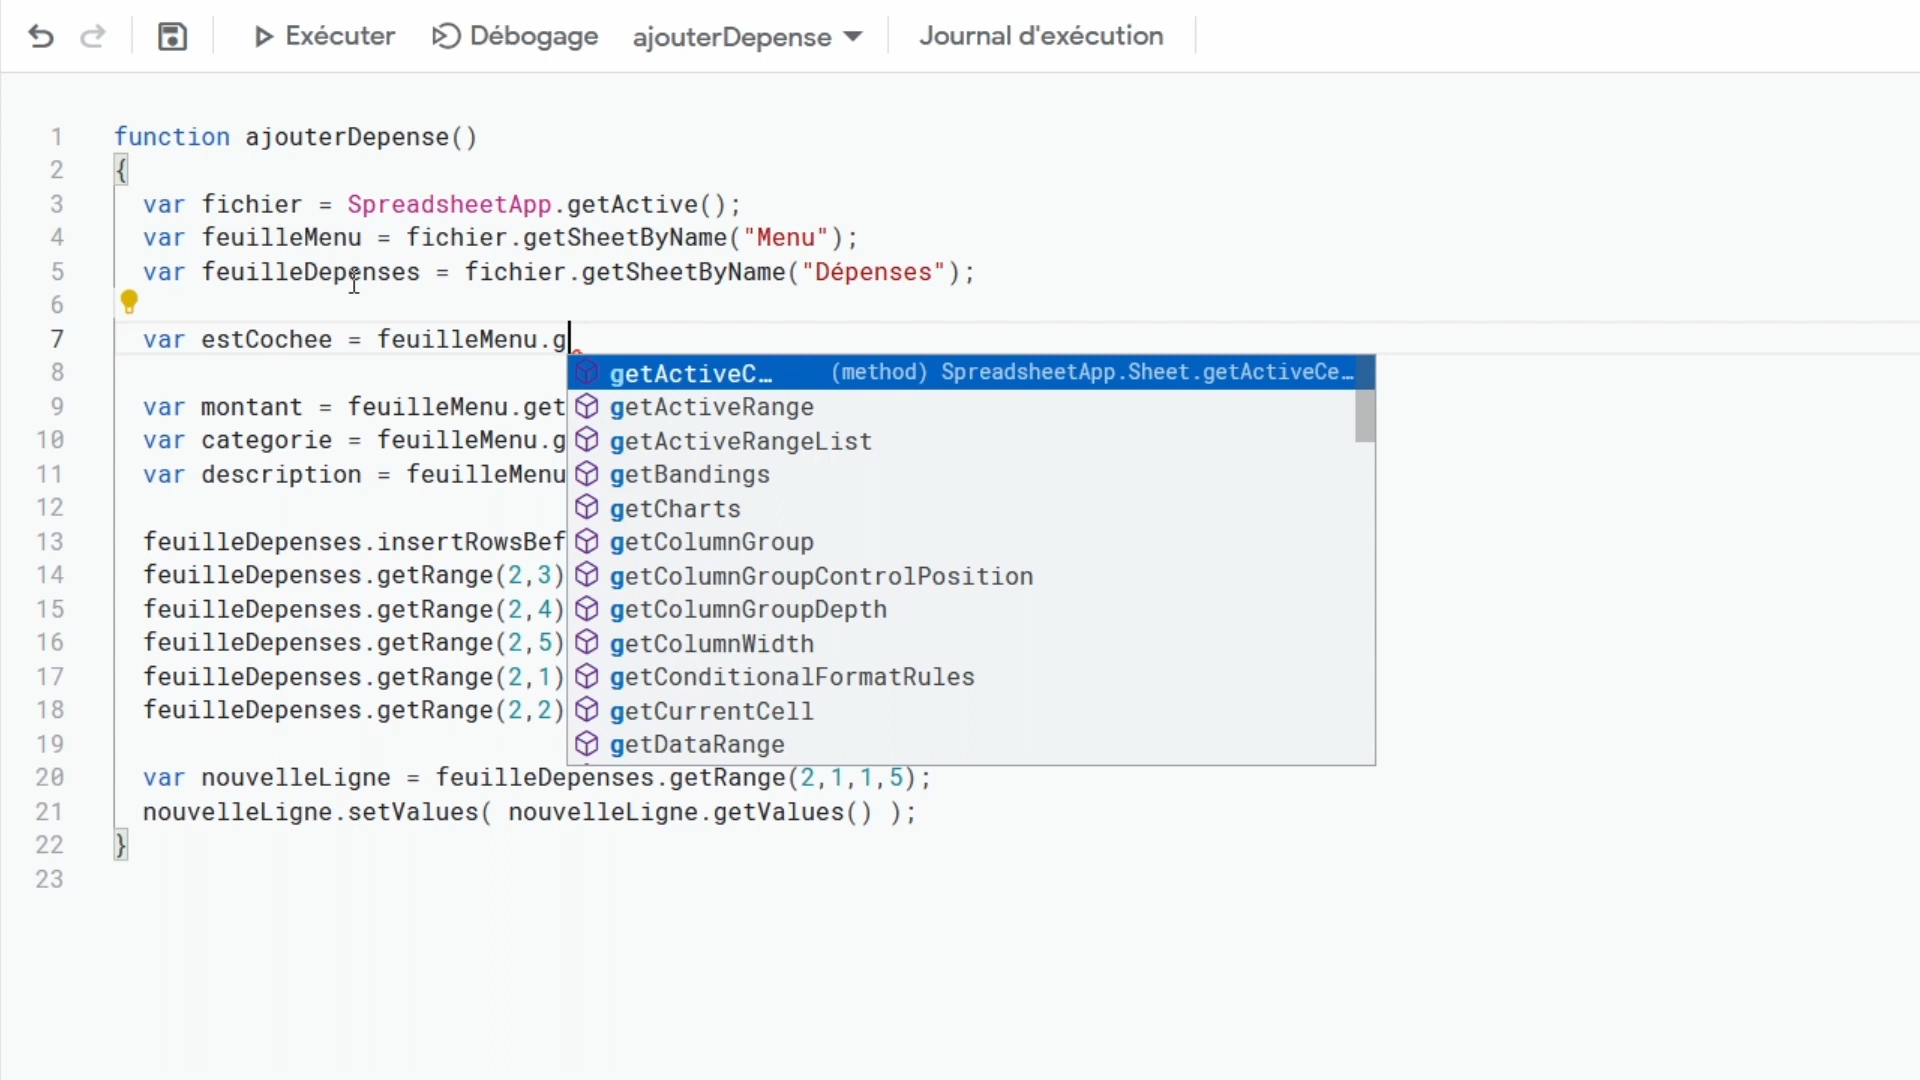 Exécuter Débogage ajouterDepense Journal d'exécution
1 function ajouterDepense()
2 {
3 var fichier = SpreadsheetApp.getActive();
4 var feuilleMenu = fichier.getSheetByName("Menu");
5 var feuilleDepenses = fichier.getSheetByName("Dépenses");
6
7 var estCochee = feuilleMenu.g
8 getActiveC… (method) SpreadsheetApp.Sheet.getActiveCe…
9 var montant = feuilleMenu.get getActiveRange
10 var categorie = feuilleMenu.g getActiveRangeList
11 var description = feuilleMenu getBandings
12 getCharts
13 feuilleDepenses.insertRowsBef getColumnGroup
14 feuilleDepenses.getRange(2,3) getColumnGroupControlPosition
15 feuilleDepenses.getRange(2,4) getColumnGroupDepth
16 feuilleDepenses.getRange(2,5) getColumnWidth
17 feuilleDepenses.getRange(2,1) getConditionalFormatRules
18 feuilleDepenses.getRange(2,2) getCurrentCell
19 getDataRange
20 var nouvelleLigne = feuilleDepenses.getRange(2,1,1,5);
21 nouvelleLigne.setValues( nouvelleLigne.getValues() );
22 }
23